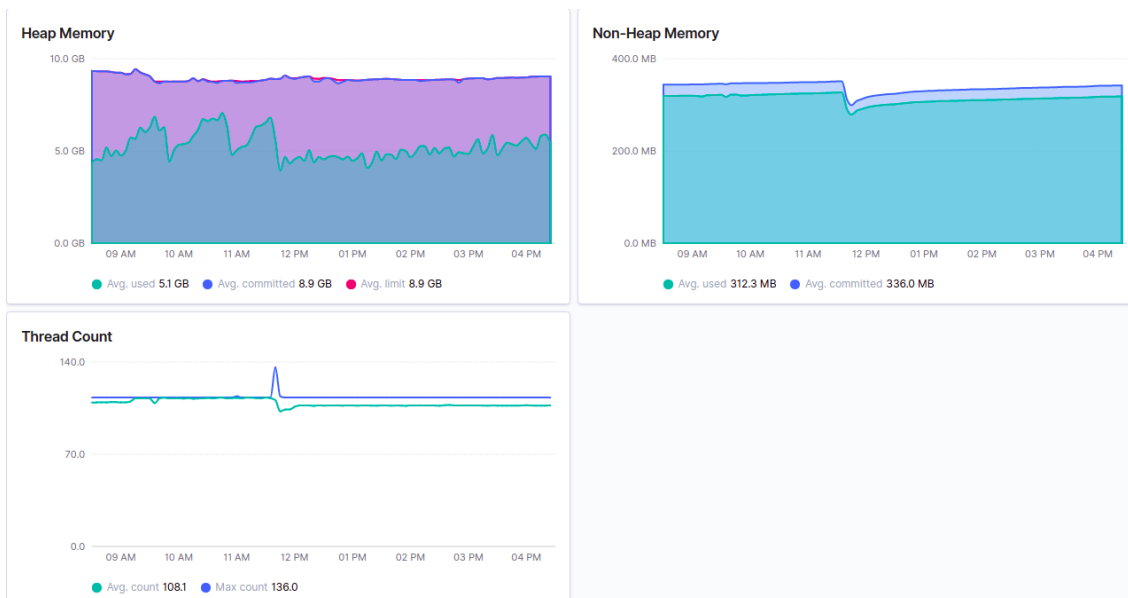 Heap Memory
10.0 GB
5.0 GB
0.0 GB
09 AM 10 AM 11 AM 12 PM 01 PM 02 PM 03 PM 04 PM
Avg. used 5.1 GB Avg. committed 8.9 GB Avg. limit 8.9 GB
Non-Heap Memory
400.0 MB
200.0 MB
0.0 MB
09 AM 10 AM 11 AM 12 PM 01 PM 02 PM 03 PM 04 PM
Avg. used 312.3 MB Avg. committed 336.0 MB
Thread Count
140.0
70.0
0.0
09 AM 10 AM 11 AM 12 PM 01 PM 02 PM 03 PM 04 PM
Avg. count 108.1 Max count 136.0